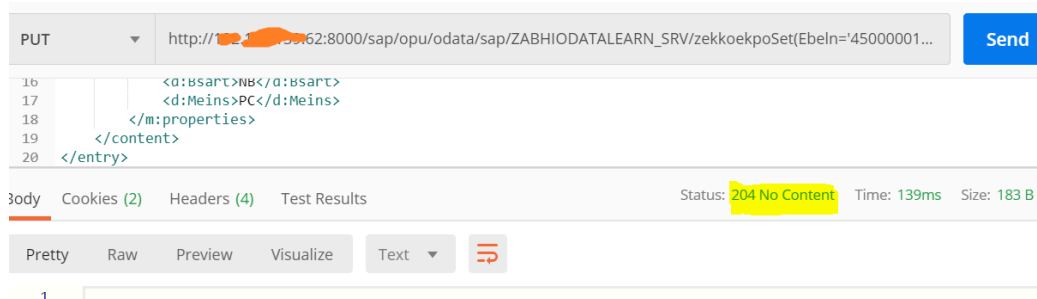 PUT http://1 62:8000/sap/opu/odata/sap/ZABHIODATALEARN_SRV/zekkoekpoSet(Ebeln='45000001... Send
16 <d:Bsart>NB</d:Bsart>
17 <d:Meins>PC</d:Meins>
18 </m:properties>
19 </content>
20 </entry>
Body Cookies (2) Headers (4) Test Results Status: 204 No Content Time: 139ms Size: 183 B
Pretty Raw Preview Visualize Text
1